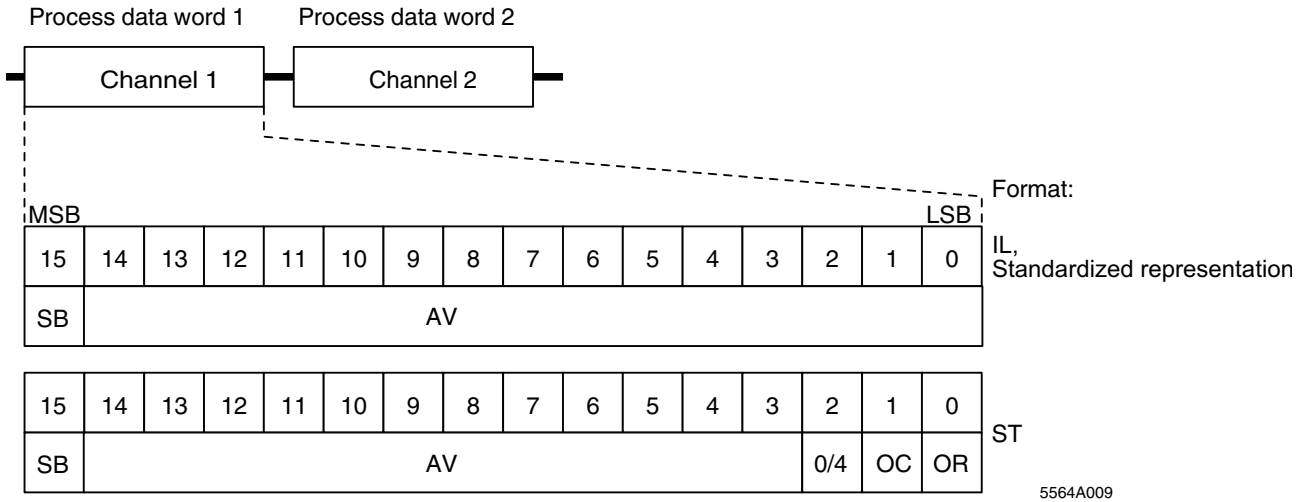 Process data word 1 Process data word 2
Channel 1 Channel 2
Format:
MSB LSB
15 14 13 12 11 10 9 8 7 6 5 4 3 2 1 0
IL,
Standardized representation
SB AV
15 14 13 12 11 10 9 8 7 6 5 4 3 2 1 0
ST
SB AV 0/4 OC OR
5564A009